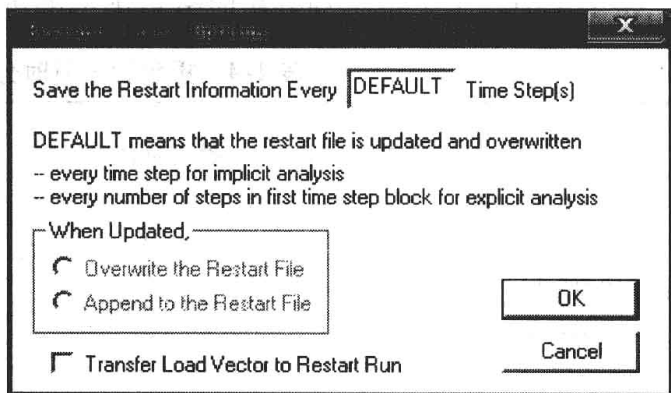 X
Save the Restart Information Every DEFAULT Time Step(s)
DEFAULT means that the restart file is updated and overwritten
-- every time step for implicit analysis
-- every number of steps in first time step block for explicit analysis
When Updated,
Overwrite the Restart File
Append to the Restart File
OK
Transfer Load Vector to Restart Run
Cancel